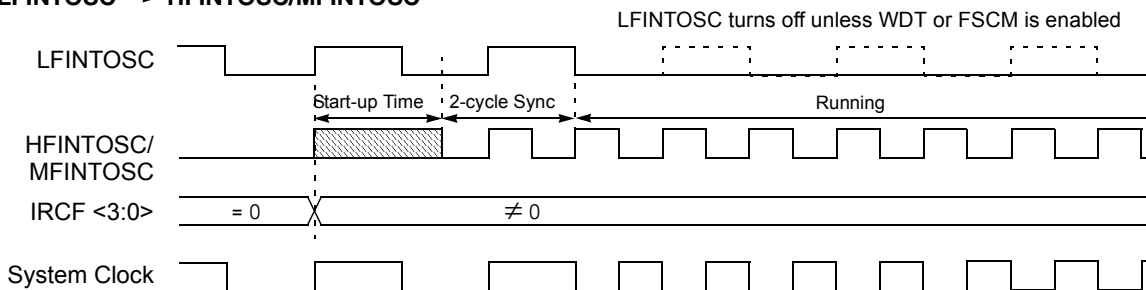 LFINTOSC turns off unless WDT or FSCM is enabled
LFINTOSC
Start-up Time 2-cycle Sync Running
HFINTOSC/
MFINTOSC
IRCF <3:0> = 0 ≠ 0
System Clock